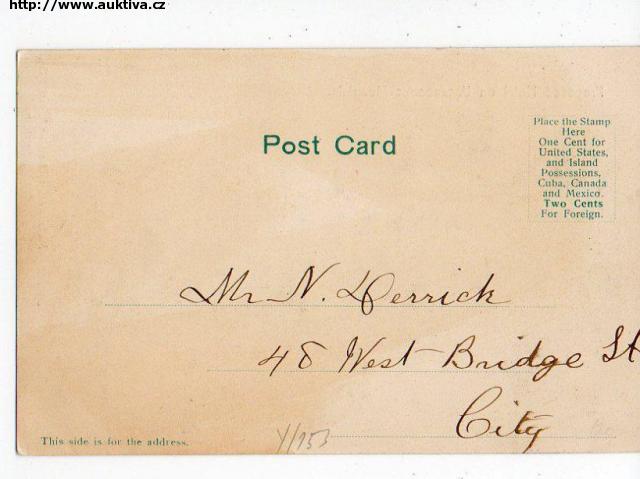 http://www.auktiva.cz
Post Card
Place the Stamp
Here
One Cent for
United States,
and Island
Possessions,
Cuba, Canada
and Mexico.
Two Cents
For Foreign.
Mr N. Derrick
48 West Bridge St
City
This side is for the address.